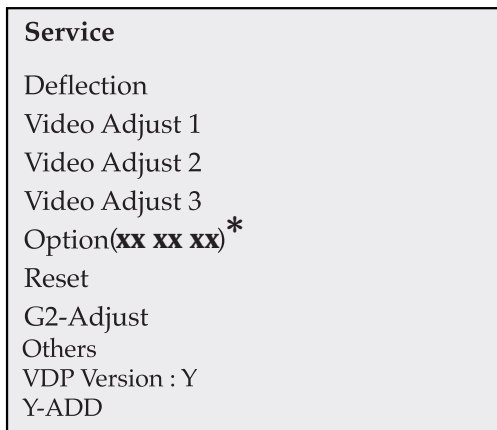 Service
Deflection
Video Adjust 1
Video Adjust 2
Video Adjust 3
Option(xx xx xx)*
Reset
G2-Adjust
Others
VDP Version : Y
Y-ADD